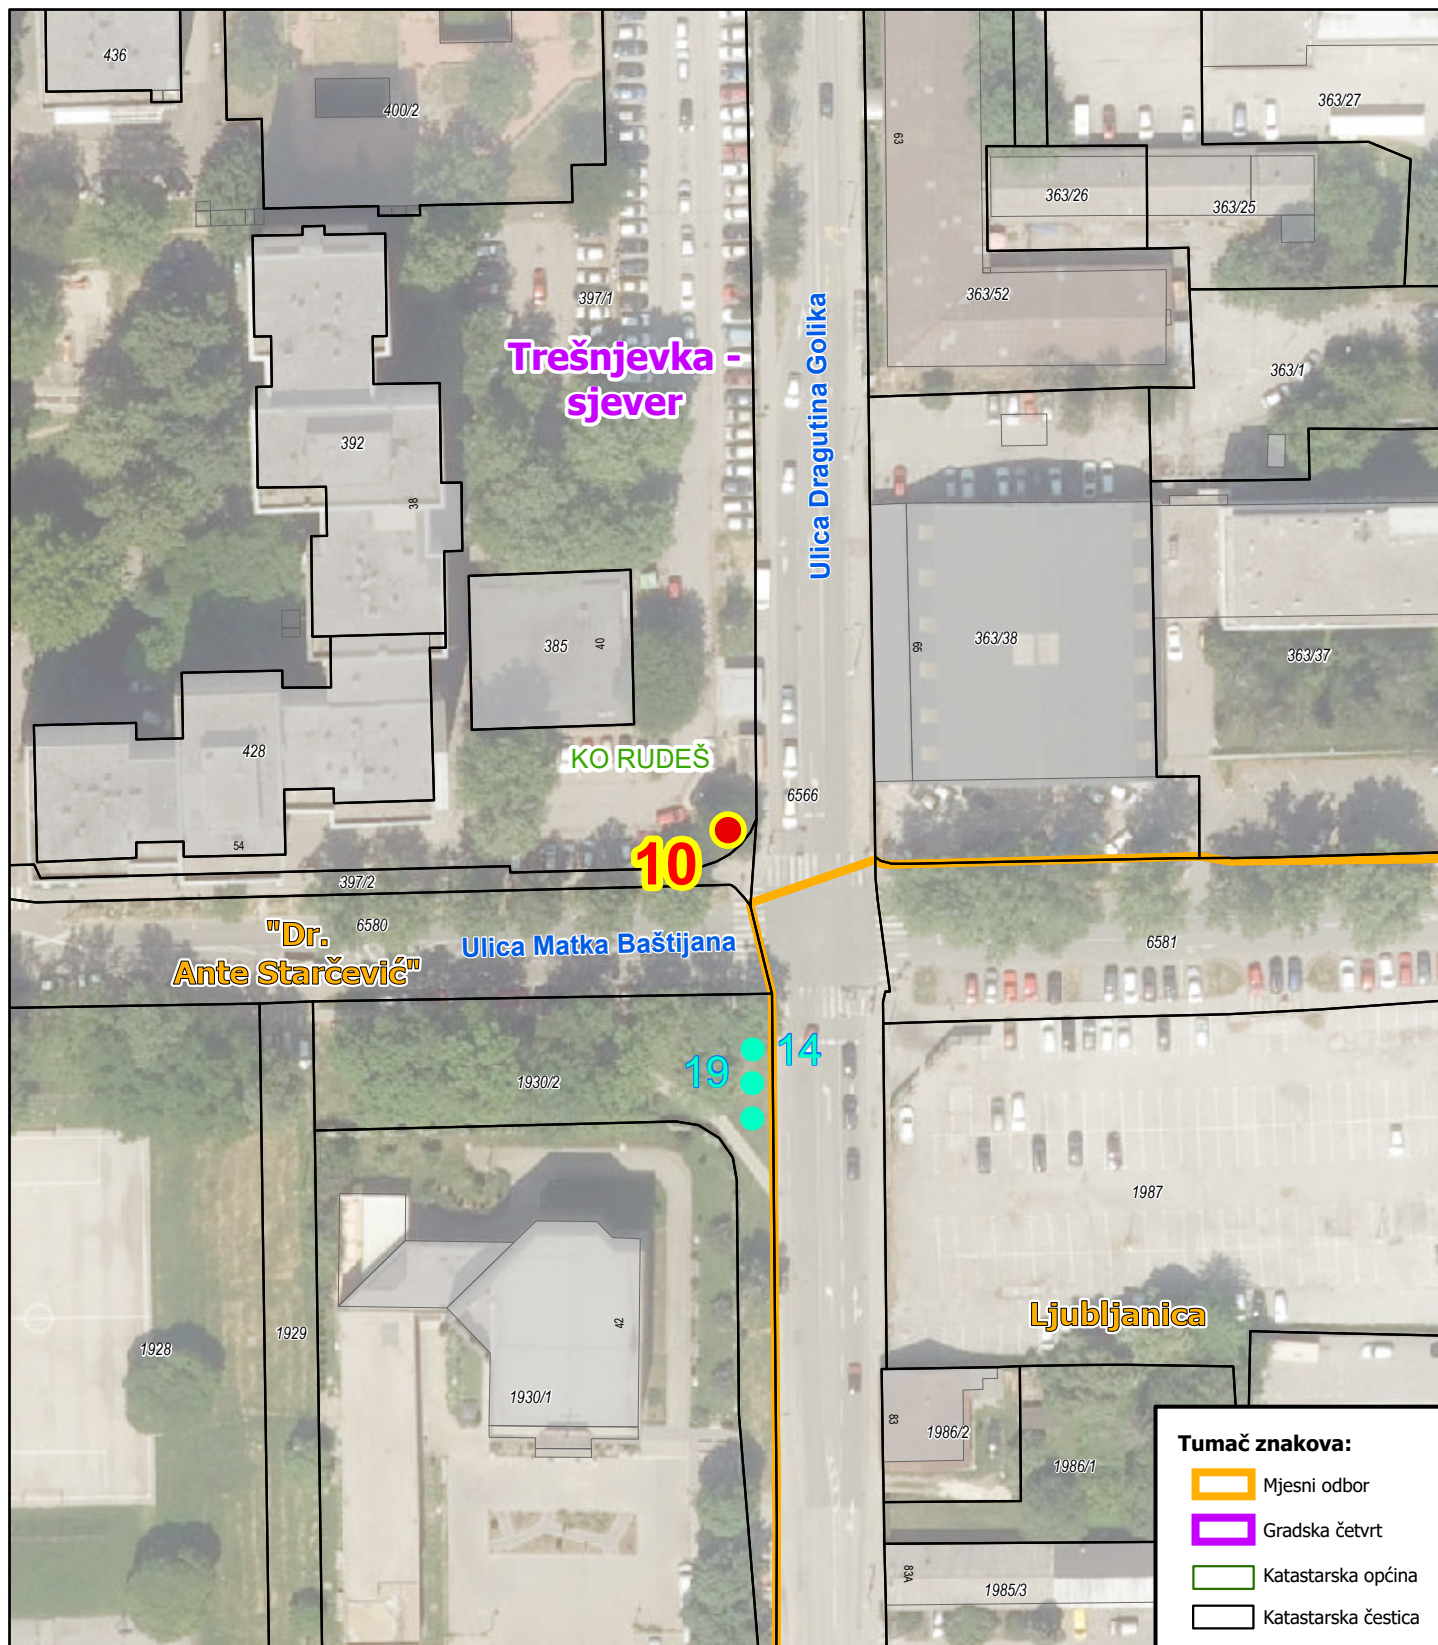 436
400/2
363/27
63
363/26
363/25
397/1
363/52
Ulica Dragutina Golika
Trešnjevka -
sjever
363/1
392
38
385
40
363/38
65
363/37
428
KO RUDEŠ
6566
54
10
397/2
6580
"Dr.
Ante Starčević"
Ulica Matka Baštijana
6581
14
19
1930/2
1987
Ljubljanica
1928
1929
42
1930/1
83
1986/2
1986/1
83A
1985/3
Tumač znakova:
Mjesni odbor
Gradska četvrt
Katastarska općina
Katastarska čestica